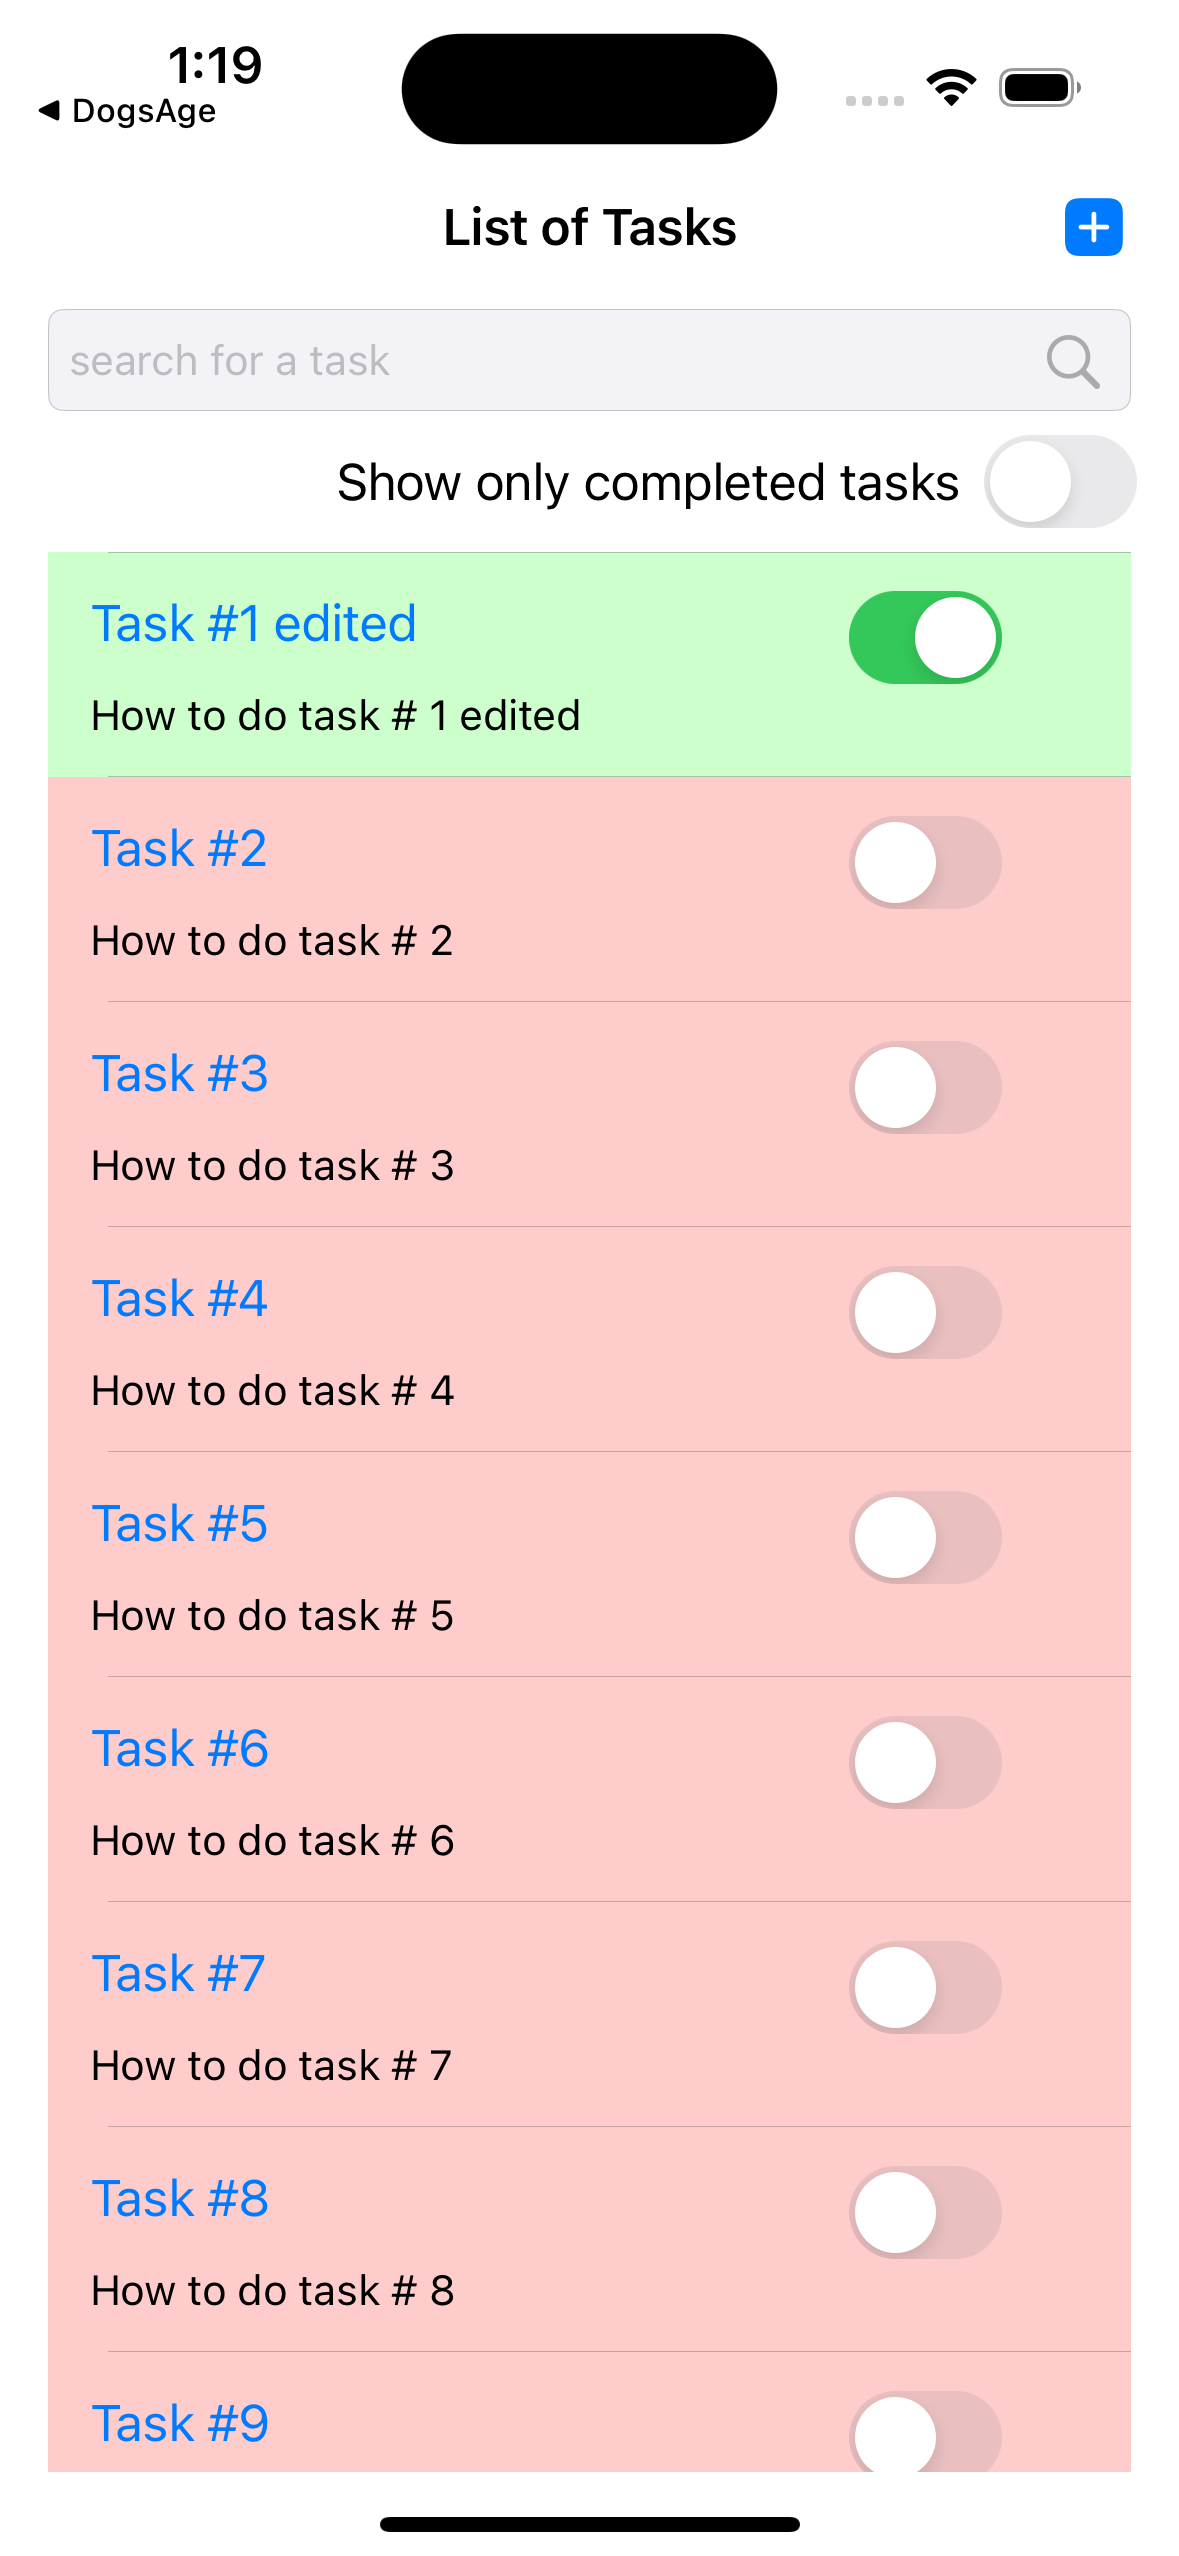 1:19
DogsAge
List of Tasks
search for a task
Show only completed tasks
Task #1 edited
How to do task # 1 edited
Task #2
How to do task # 2
Task #3
How to do task # 3
Task #4
How to do task # 4
Task #5
How to do task # 5
Task #6
How to do task # 6
Task #7
How to do task # 7
Task #8
How to do task # 8
Task #9